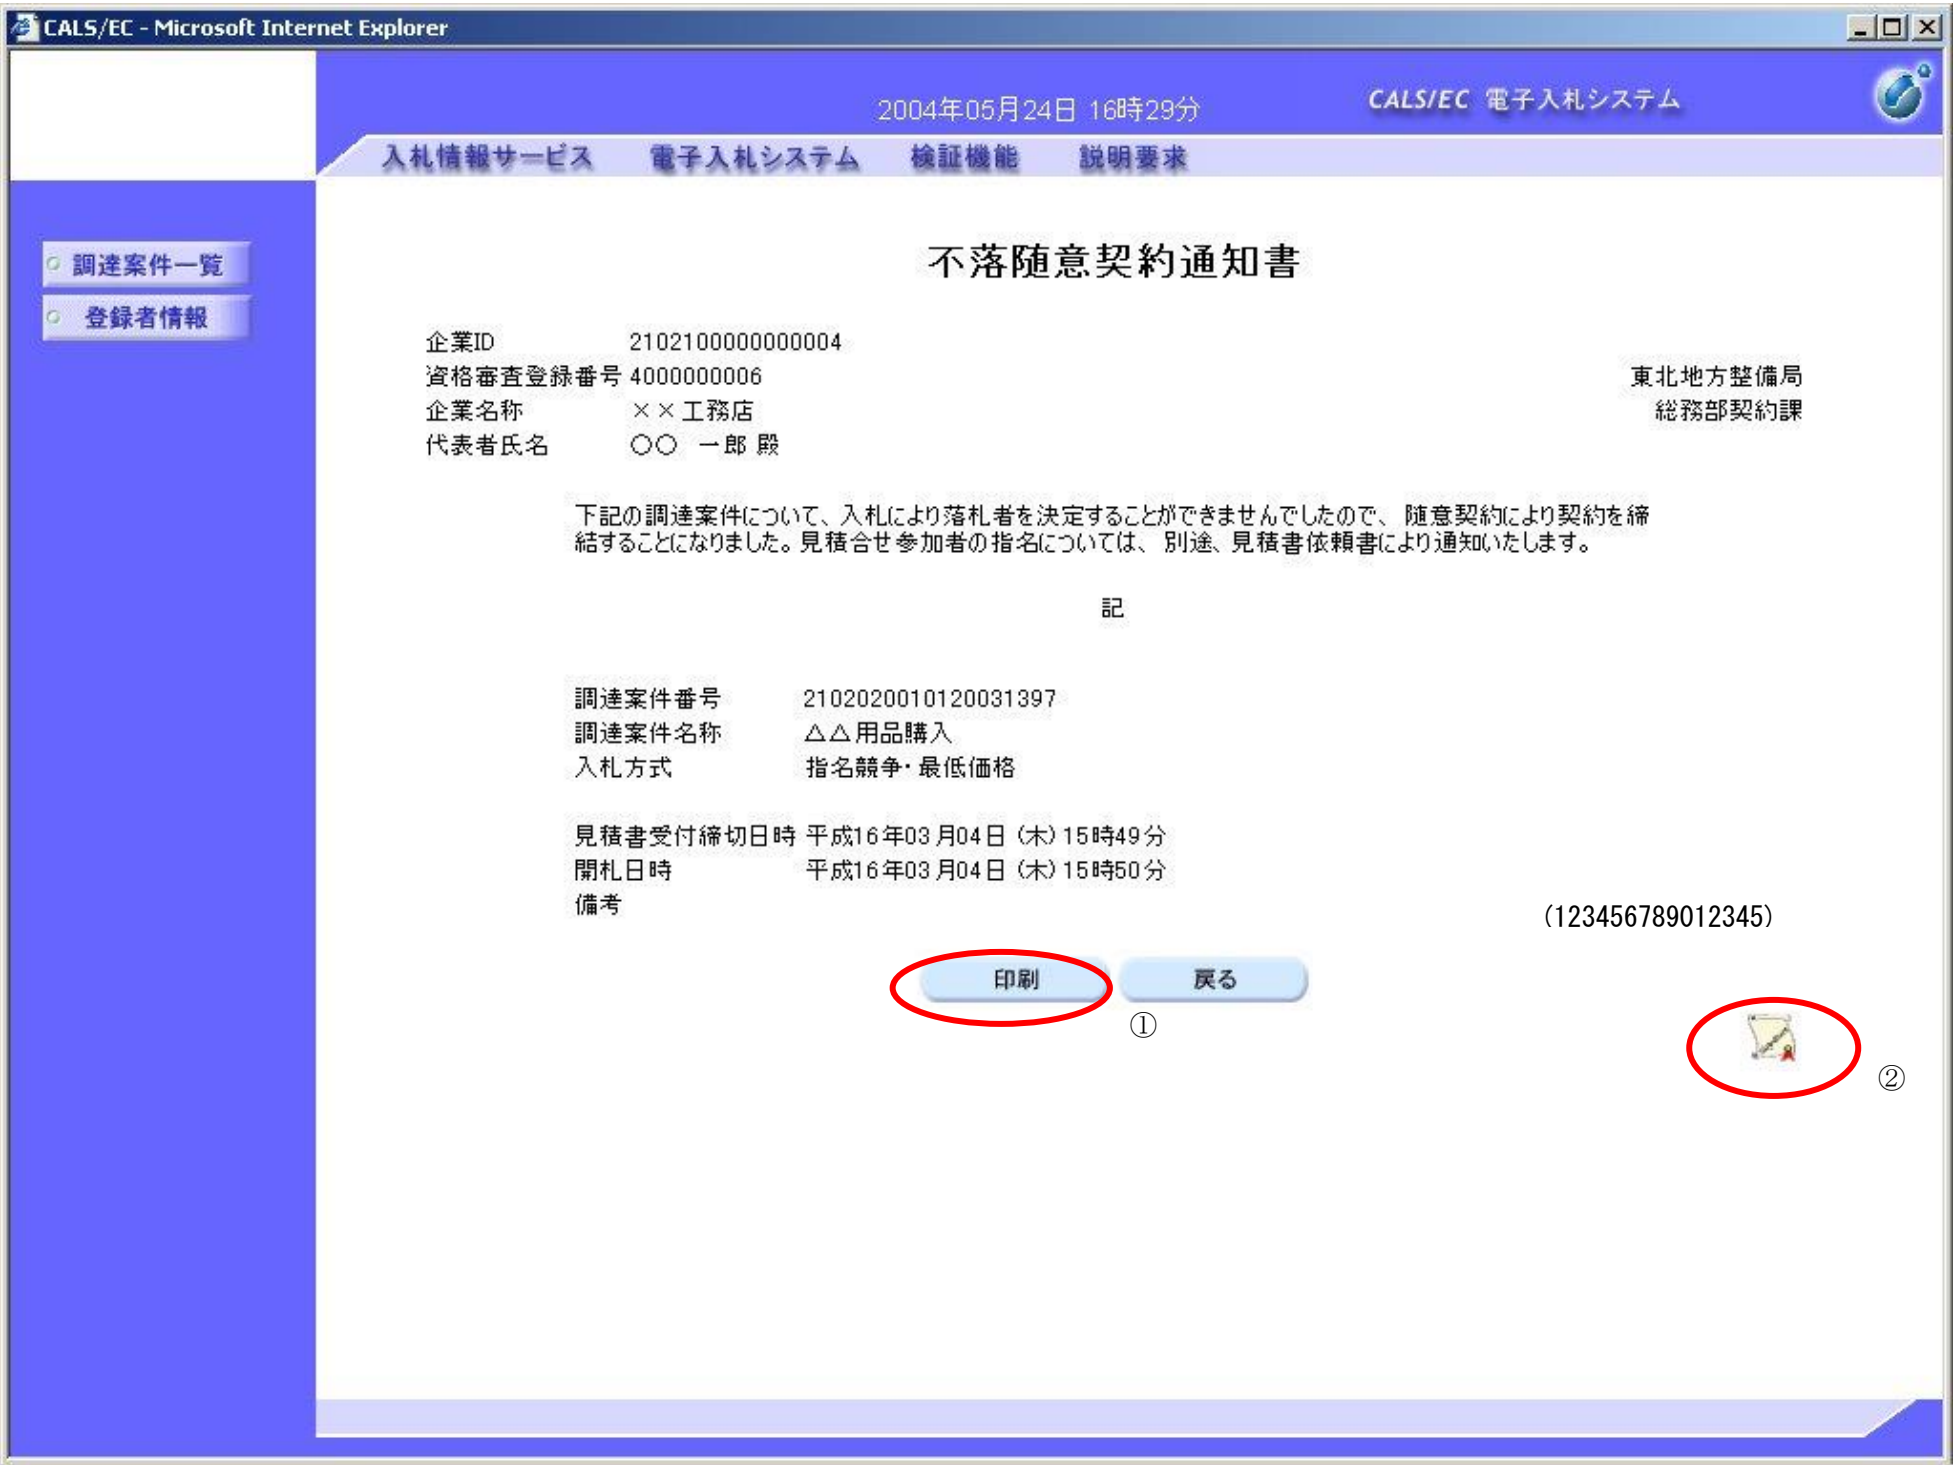 CALS/EC - Microsoft Internet Explorer
2004年05月24日 16時29分
CALS/EC 電子入札システム
入札情報サービス 電子入札システム 検証機能 説明要求
調達案件一覧
登録者情報
不落随意契約通知書
企業ID 2102100000000004
資格審査登録番号 4000000006
企業名称 ××工務店
代表者氏名 〇〇 一郎 殿
東北地方整備局
総務部契約課
下記の調達案件について、入札により落札者を決定することができませんでしたので、 随意契約により契約を締
結することになりました。見積合せ参加者の指名については、 別途、見積書依頼書により通知いたします。
記
調達案件番号 2102020010120031397
調達案件名称 △△用品購入
入札方式 指名競争・最低価格
見積書受付締切日時 平成16年03月04日（木）15時49分
開札日時 平成16年03月04日（木）15時50分
備考
(123456789012345)
印刷 戻る
①
②